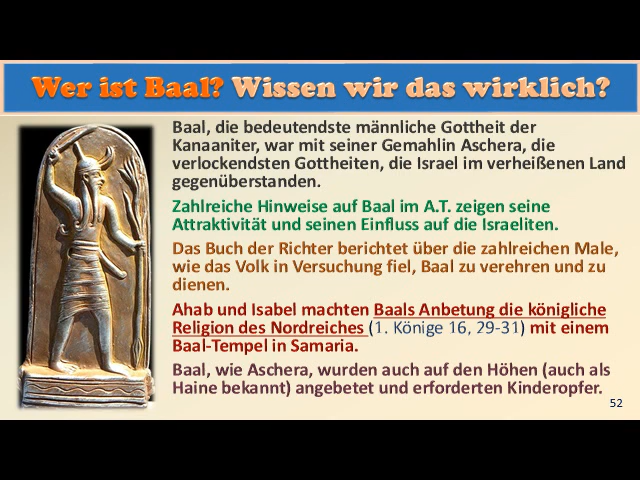 Wer ist Baal? Wissen wir das wirklich?
Baal, die bedeutendste männliche Gottheit der
Kanaaniter, war mit seiner Gemahlin Aschera, die
verlockendsten Gottheiten, die Israel im verheißenen Land
gegenüberstanden.
Zahlreiche Hinweise auf Baal im A.T. zeigen seine
Attraktivität und seinen Einfluss auf die Israeliten.
Das Buch der Richter berichtet über die zahlreichen Male,
wie das Volk in Versuchung fiel, Baal zu verehren und zu
dienen.
Ahab und Isabel machten Baals Anbetung die königliche
Religion des Nordreiches (1. Könige 16, 29-31) mit einem
Baal-Tempel in Samaria.
Baal, wie Aschera, wurden auch auf den Höhen (auch als
Haine bekannt) angebetet und erforderten Kinderopfer.
52